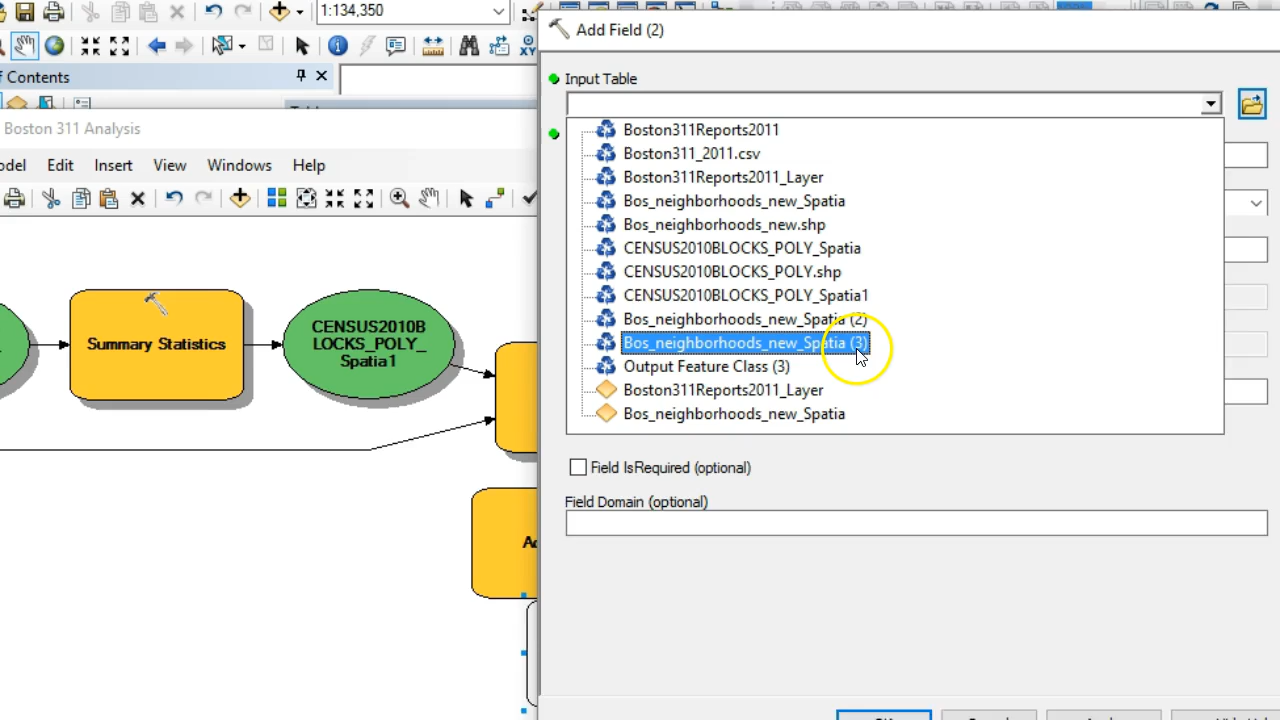 1:134,350
Add Field (2)
f Contents
Input Table
Boston 311 Analysis
odel Edit Insert View Windows Help
Boston311Reports2011
Boston311_2011.csv
Boston311Reports2011_Layer
Bos_neighborhoods_new_Spatia
Bos_neighborhoods_new.shp
CENSUS2010BLOCKS_POLY_Spatia
CENSUS2010BLOCKS_POLY.shp
CENSUS2010BLOCKS_POLY_Spatia1
Bos_neighborhoods_new_Spatia (2)
Bos_neighborhoods_new_Spatia (3)
Output Feature Class (3)
Boston311Reports2011_Layer
Bos_neighborhoods_new_Spatia
Summary Statistics
CENSUS2010B
LOCKS_POLY_
Spatia1
Field IsRequired (optional)
Field Domain (optional)